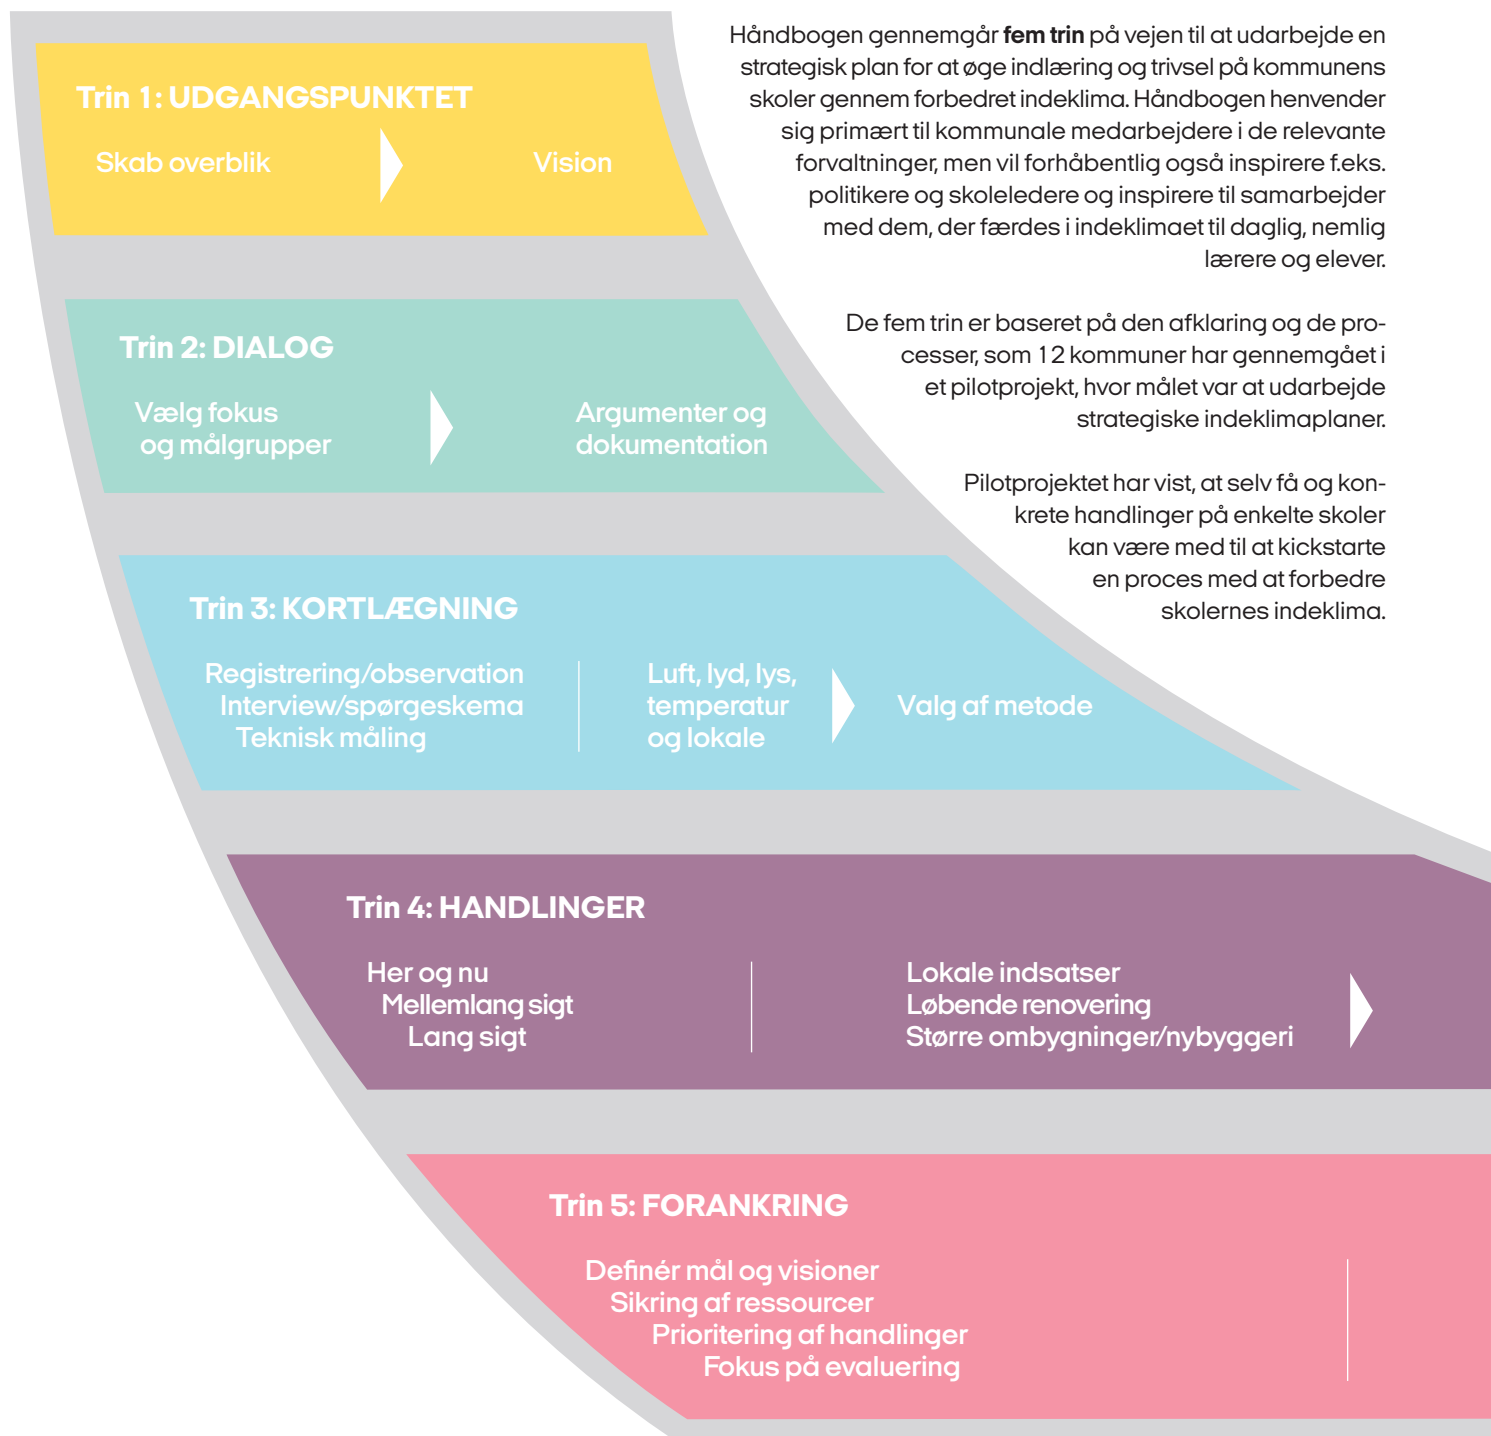 Håndbogen gennemgår fem trin på vejen til at udarbejde en
strategisk plan for at øge indlæring og trivsel på kommunens
skoler gennem forbedret indeklima. Håndbogen henvender
sig primært til kommunale medarbejdere i de relevante
forvaltninger, men vil forhåbentlig også inspirere f.eks.
politikere og skoleledere og inspirere til samarbejder
med dem, der færdes i indeklimaet til daglig, nemlig
lærere og elever.
De fem trin er baseret på den afklaring og de pro-
cesser, som 12 kommuner har gennemgået i
et pilotprojekt, hvor målet var at udarbejde
strategiske indeklimaplaner.
Pilotprojektet har vist, at selv få og kon-
krete handlinger på enkelte skoler
kan være med til at kickstarte
en proces med at forbedre
skolernes indeklima.
Trin 1: UDGANGSPUNKTET
Skab overblik
Vision
Trin 2: DIALOG
Vælg fokus
og målgrupper
Argumenter og
dokumentation
Trin 3: KORTLÆGNING
Registrering/observation
Interview/spørgeskema
Teknisk måling
Luft, lyd, lys,
temperatur
og lokale
Valg af metode
Trin 4: HANDLINGER
Her og nu
Mellemlang sigt
Lang sigt
Lokale indsatser
Løbende renovering
Større ombygninger/nybyggeri
Trin 5: FORANKRING
Definér mål og visioner
Sikring af ressourcer
Prioritering af handlinger
Fokus på evaluering